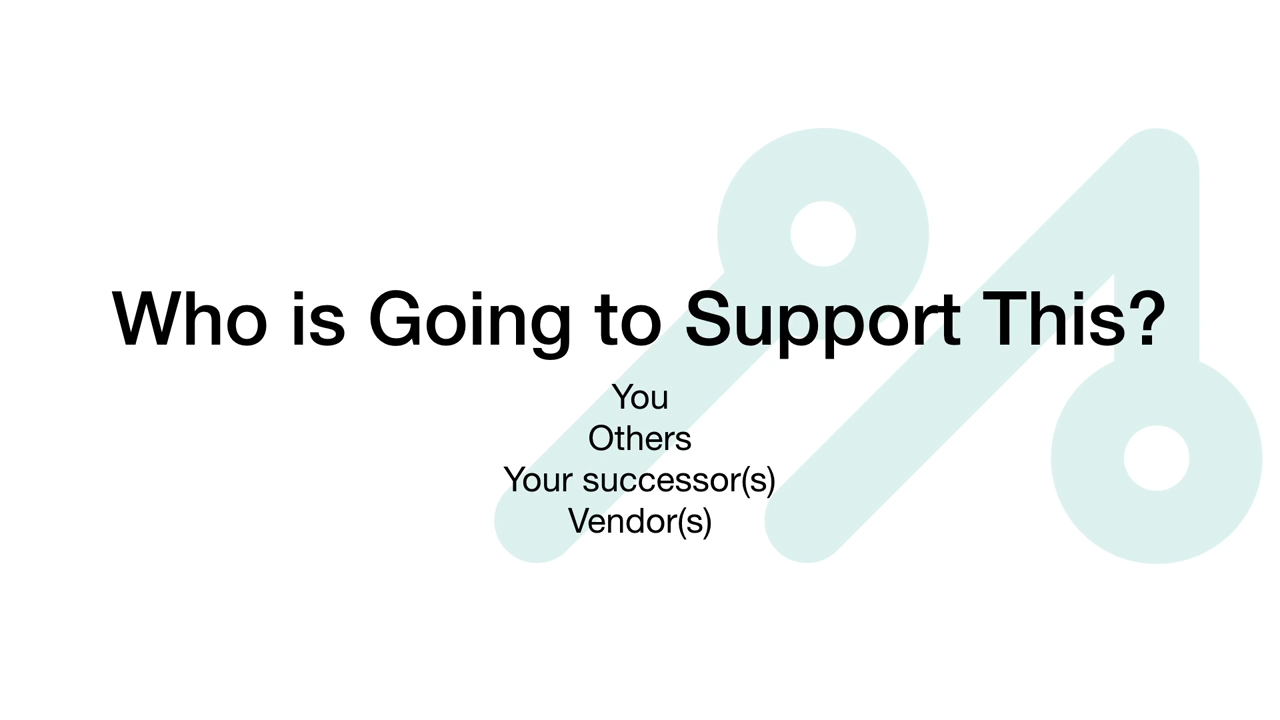 Who is Going to Support This?
You
Others
Your successor(s)
Vendor(s)